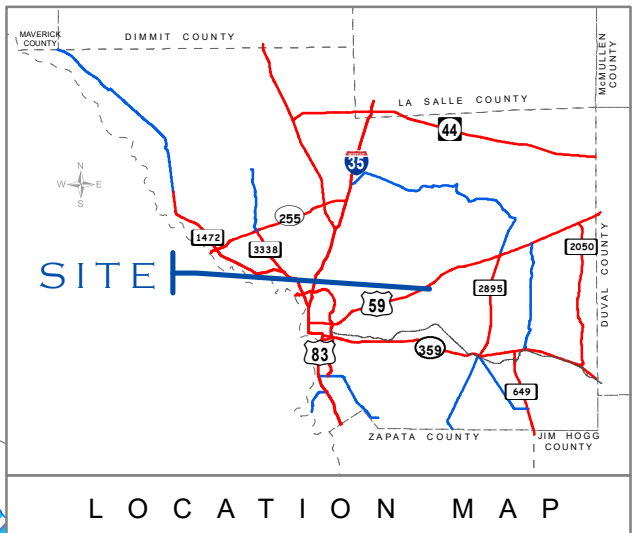 MAVERICK
COUNTY
DIMMIT COUNTY
McMULLEN
COUNTY
LA SALLE COUNTY
44
35
N
W E
S
255
1472
3338
2050
SITE
DUVAL COUNTY
2895
59
83
359
649
ZAPATA COUNTY
JIM HOGG
COUNTY
LOCATION MAP